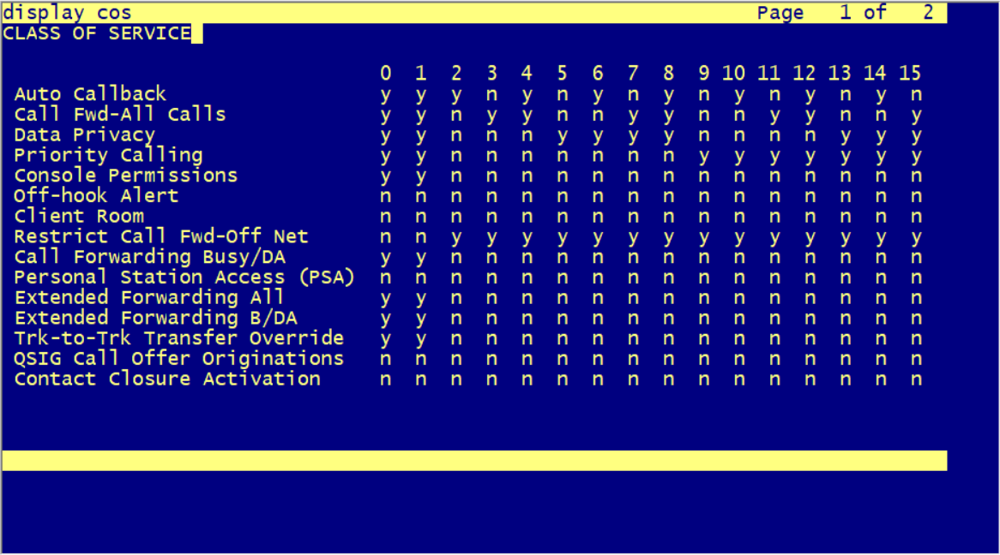 display cos Page 1 of 2
CLASS OF SERVICE
0 1 2 3 4 5 6 7 8 9 10 11 12 13 14 15
Auto Callback y y y n y n y n y n y n y n y n
Call Fwd-All Calls y y n y y n n y y n n y y n n y
Data Privacy y y n n n y y y y n n n n y y y
Priority Calling y y n n n n n n n y y y y y y y
Console Permissions y y n n n n n n n n n n n n n n
Off-hook Alert n n n n n n n n n n n n n n n n
Client Room n n n n n n n n n n n n n n n n
Restrict Call Fwd-Off Net n n y y y y y y y y y y y y y y
Call Forwarding Busy/DA y y n n n n n n n n n n n n n n
Personal Station Access (PSA) n n n n n n n n n n n n n n n n
Extended Forwarding All y y n n n n n n n n n n n n n n
Extended Forwarding B/DA y y n n n n n n n n n n n n n n
Trk-to-Trk Transfer Override y y n n n n n n n n n n n n n n
QSIG Call Offer Originations n n n n n n n n n n n n n n n n
Contact Closure Activation n n n n n n n n n n n n n n n n